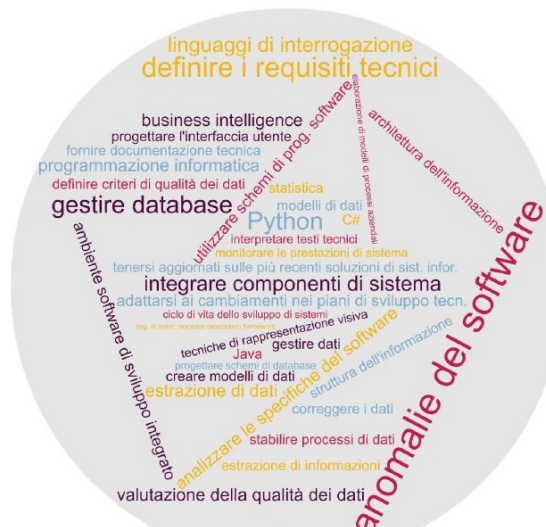 linguaggi di interrogazione
definire i requisiti tecnici
elaborazione di modelli di processi aziendali
architettura dell'informazione
utilizzare schemi di prog. software
business intelligence
progettare l'interfaccia utente
fornire documentazione tecnica
programmazione informatica
definire criteri di qualità dei dati
statistica
gestire database
modelli di dati
Python
C#
interpretare testi tecnici
monitorare le prestazioni di sistema
ambiente software di sviluppo integrato
tenersi aggiornati sulle più recenti soluzioni di sist. infor.
integrare componenti di sistema
adattarsi ai cambiamenti nei piani di sviluppo tecn.
ciclo di vita dello sviluppo di sistemi
ling. di interr. resource description framework
tecniche di rappresentazione visiva
gestire dati
Java
progettare schemi di database
creare modelli di dati
struttura dell'informazione
estrazione di dati
analizzare le specifiche del software
correggere i dati
anomalie del software
stabilire processi di dati
estrazione di informazioni
valutazione della qualità dei dati